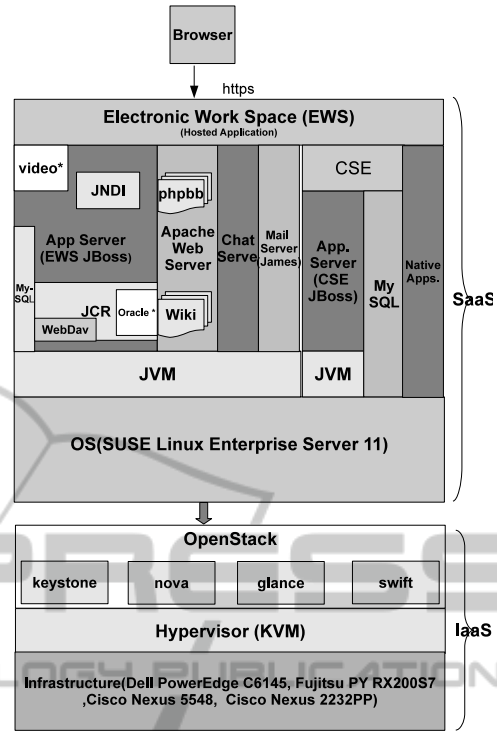 Browser
https
Electronic Work Space (EWS)
(Hosted Application)
video*
JNDI
App Server
(EWS JBoss)
My-
SQL
JCR
WebDav
Oracle *
phpbb
Apache
Web
Server
Wiki
Chat
Serve
Mail
Server
(James)
CSE
App.
Server
(CSE
JBoss)
My
SQL
Native
Apps.
SaaS
JVM
JVM
OS(SUSE Linux Enterprise Server 11)
OpenStack
keystone
nova
glance
swift
Hypervisor (KVM)
IaaS
Infrastructure(Dell PowerEdge C6145, Fujitsu PY RX200S7
,Cisco Nexus 5548, Cisco Nexus 2232PP)
PRESS
LOGY PUBLICATION